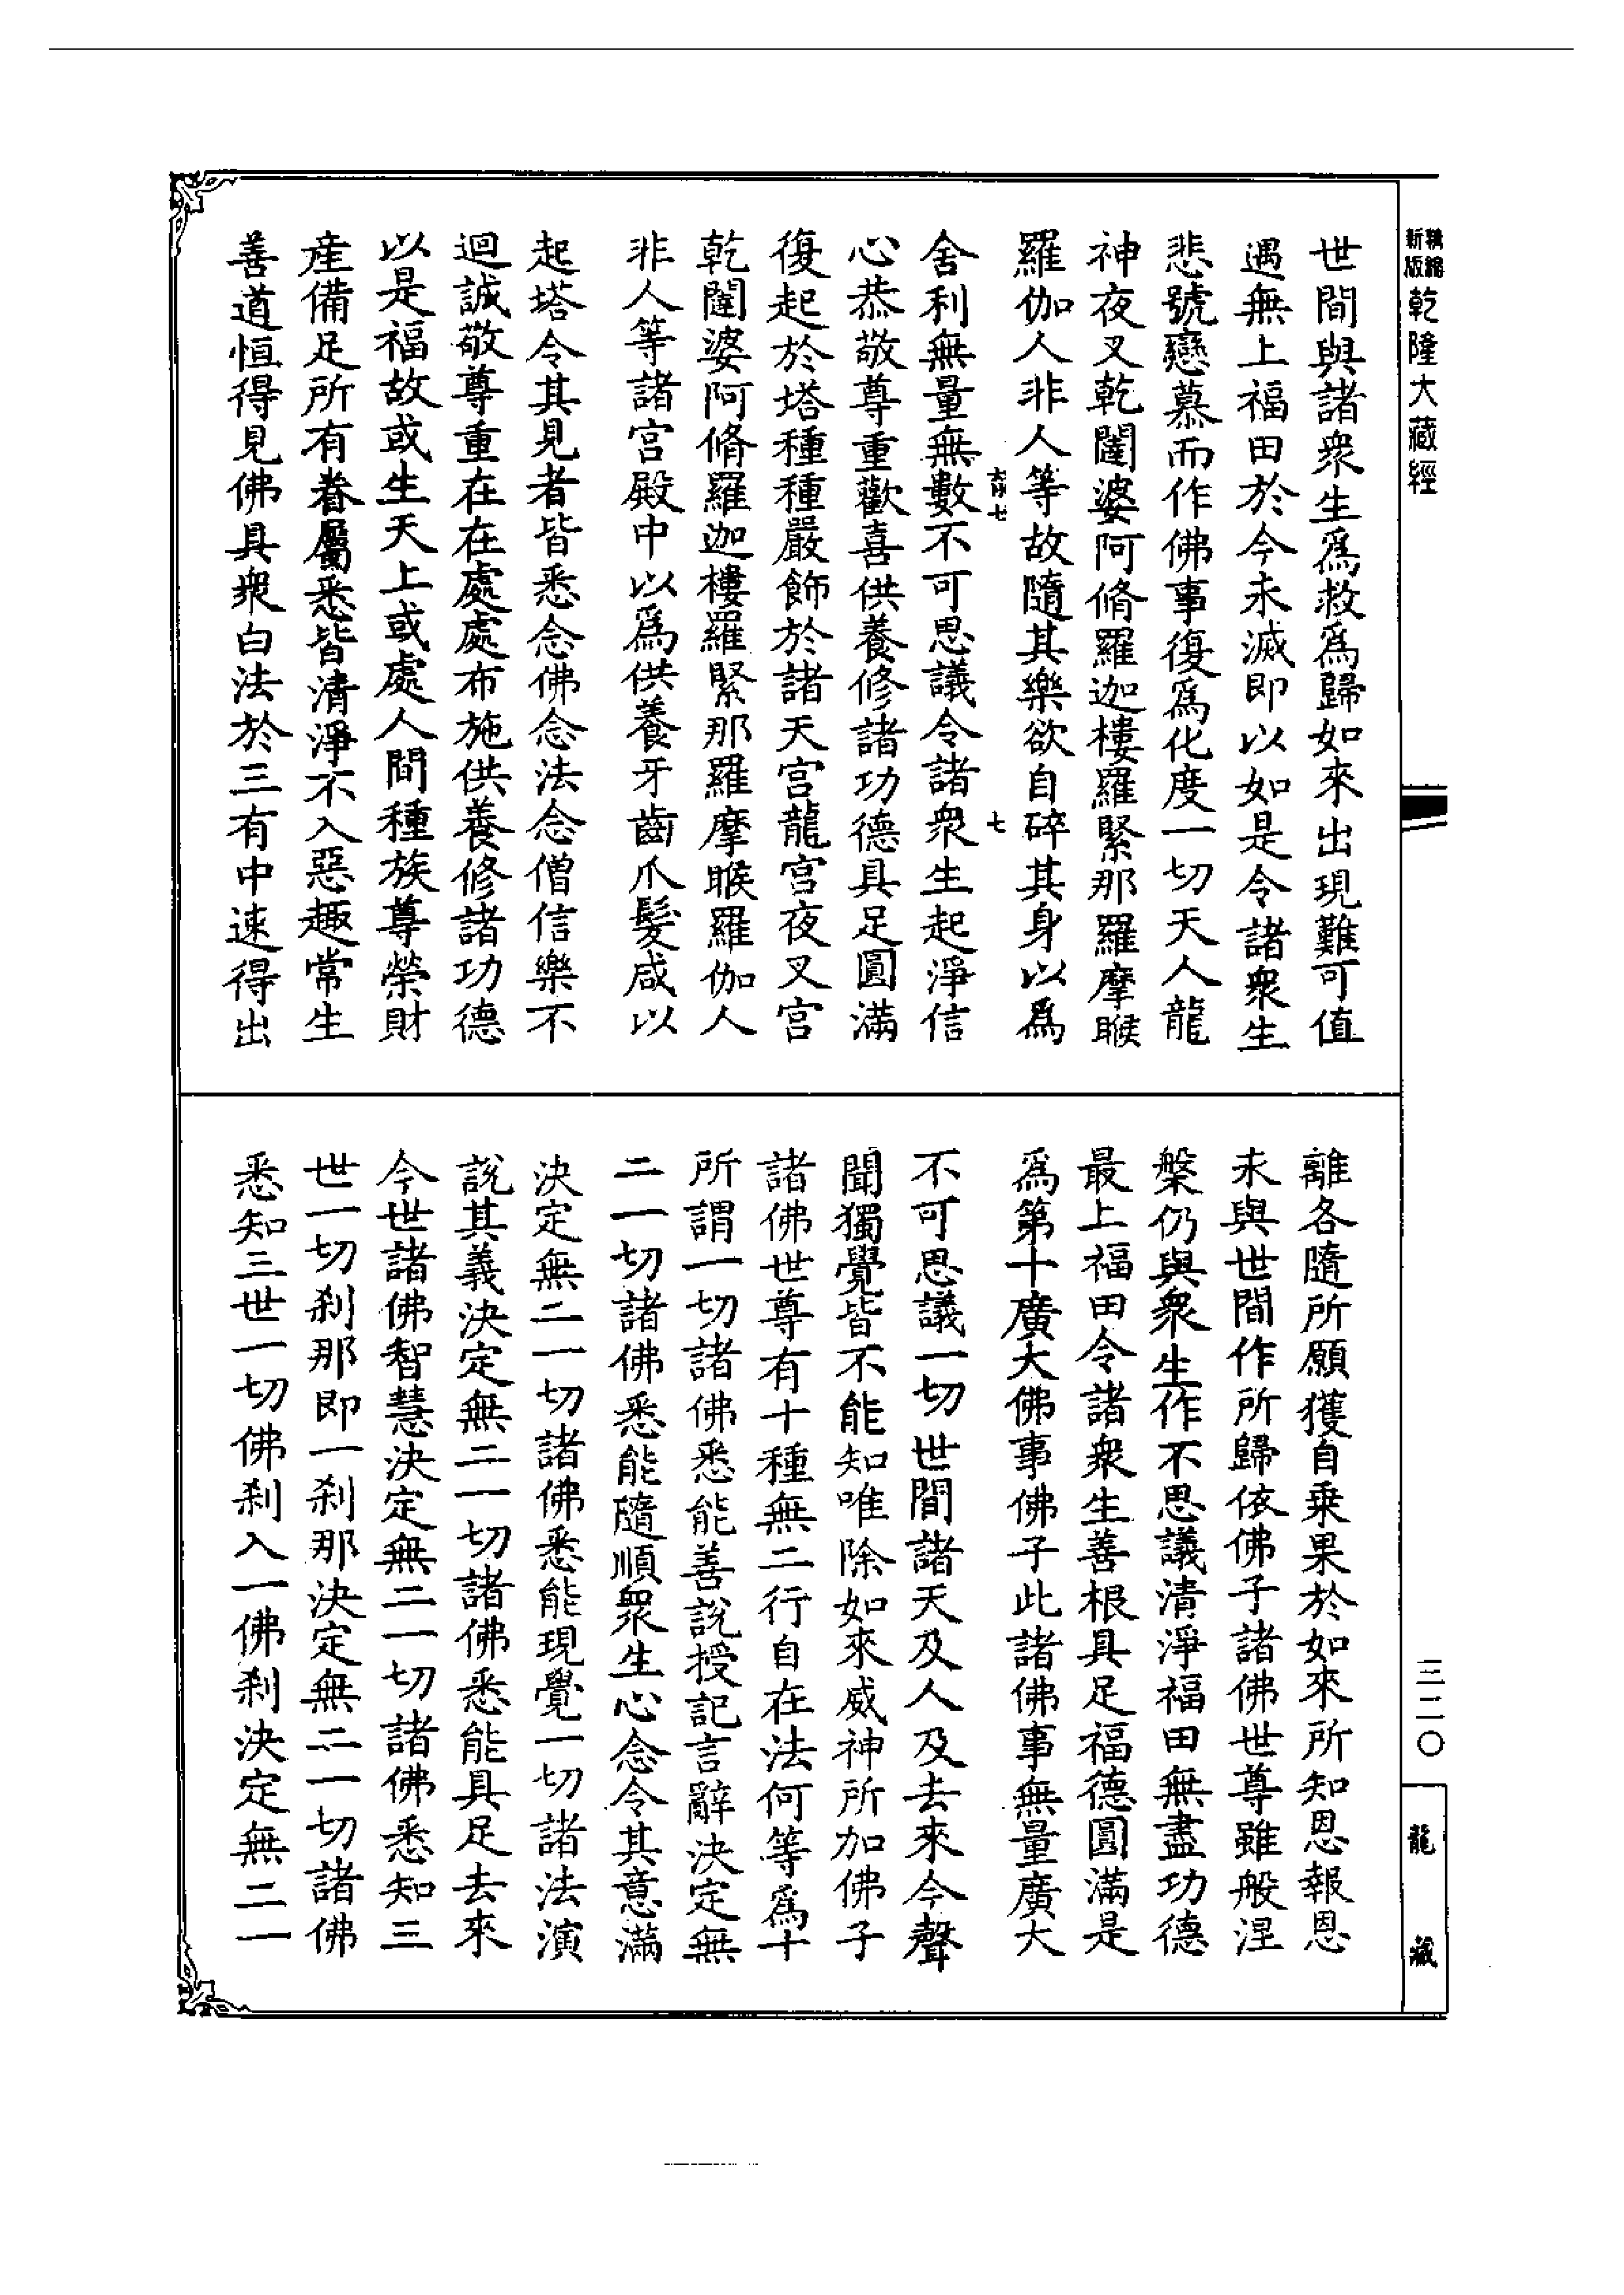 精縮
新版
乾隆大藏經
世間與諸衆生爲救爲歸如來出現難可值
遇無上福田於今未滅即以如是令諸衆生
悲號戀慕而作佛事復爲化度一切天人龍
神夜叉乾闥婆阿脩羅迦樓羅緊那羅摩睺
羅伽人非人等故隨其樂欲自碎其身以爲
七
舍利無量無數不可思議令諸衆生起淨信
心恭敬尊重歡喜供養修諸功德具足圓滿
復起於塔種種嚴飾於諸天宮龍宮夜叉宮
乾闥婆阿脩羅迦樓羅緊那羅摩睺羅伽人
非人等諸宮殿中以爲供養牙齒爪髮咸以
起塔令其見者皆悉念佛念法念僧信樂不
迴誠敬尊重在在處處布施供養修諸功德
以是福故或生天上或處人間種族尊榮財
産備足所有眷屬悉皆清淨不入惡趣常生
善道恒得見佛具衆白法於三有中速得出
離各隨所願獲自乘果於如來所知恩報恩
永與世間作所歸依佛子諸佛世尊雖般涅
槃仍與衆生作不思議清淨福田無盡功德
最上福田令諸衆生善根具足福德圓滿是
爲第十廣大佛事佛子此諸佛事無量廣大
不可思議一切世間諸天及人及去來今聲
聞獨覺皆不能知唯除如來威神所加佛子
諸佛世尊有十種無二行自在法何等爲十
所謂一切諸佛悉能善說授記言辭決定無
二一切諸佛悉能隨順衆生心念令其意滿
決定無二一切諸佛悉能現覺一切諸法演
說其義決定無二一切諸佛悉能具足去來
今世諸佛智慧決定無二一切諸佛悉知三
世一切刹那即一刹那決定無二一切諸佛
悉知三世一切佛刹入一佛刹決定無二一
三二〇
龍藏